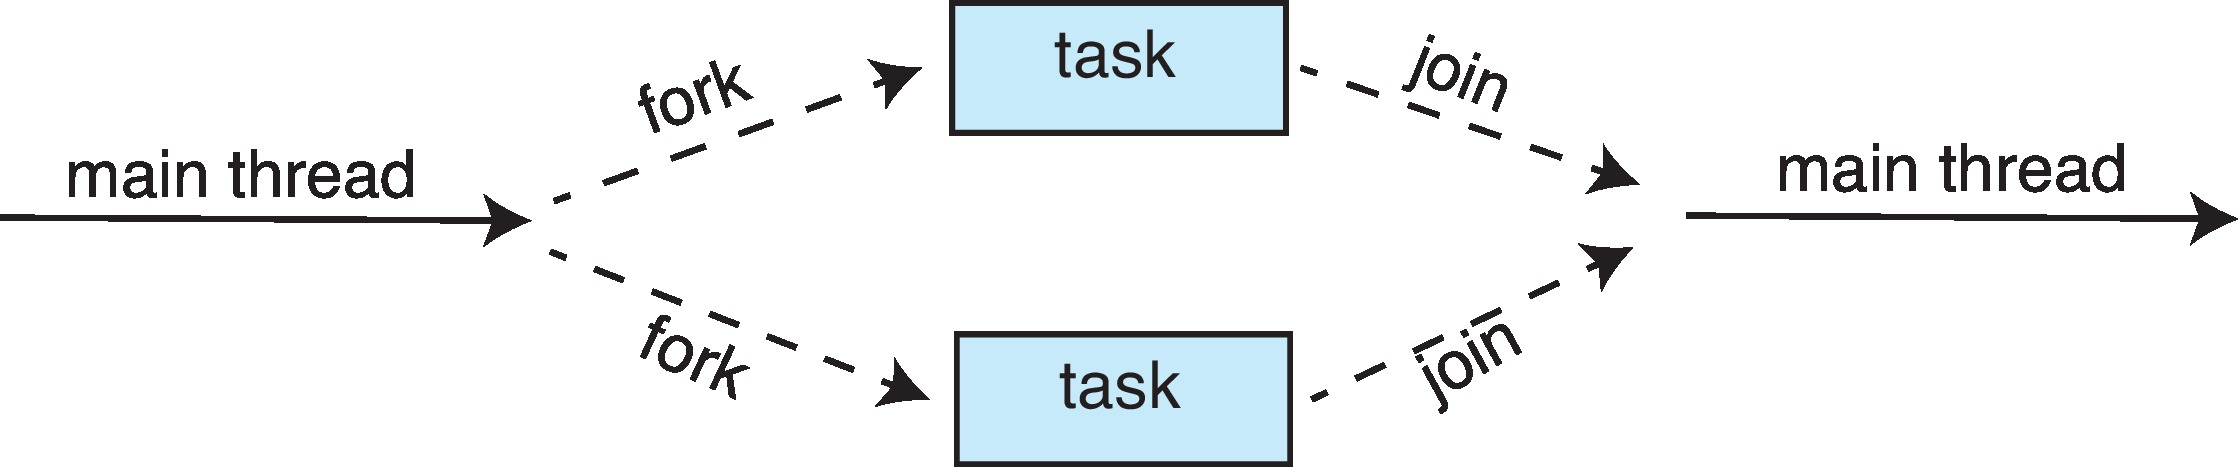 main thread
fork
fork
task
task
join
join
main thread